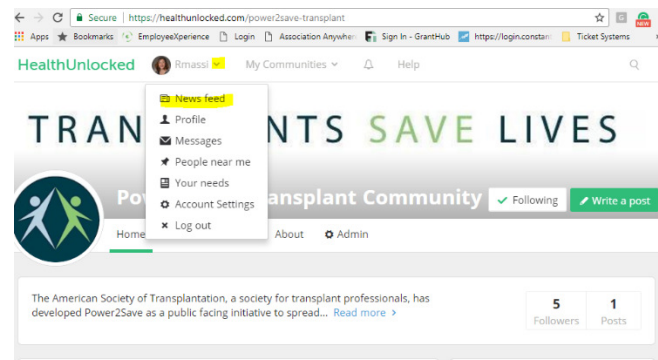 Secure https://healthunlocked.com/power2save-transplant
Apps Bookmarks EmployeeXperience Login Association Anywher Sign In - GrantHub https://login.constan Ticket Systems
HealthUnlocked Rmassi My Communities Help
News feed
Profile
Messages
People near me
Your needs
Account Settings
Log out
TRAN NTS SAVE LIVES
Po ansplant Community Following Write a post
Home About Admin
The American Society of Transplantation, a society for transplant professionals, has
developed Power2Save as a public facing initiative to spread... Read more >
5 1
Followers Posts